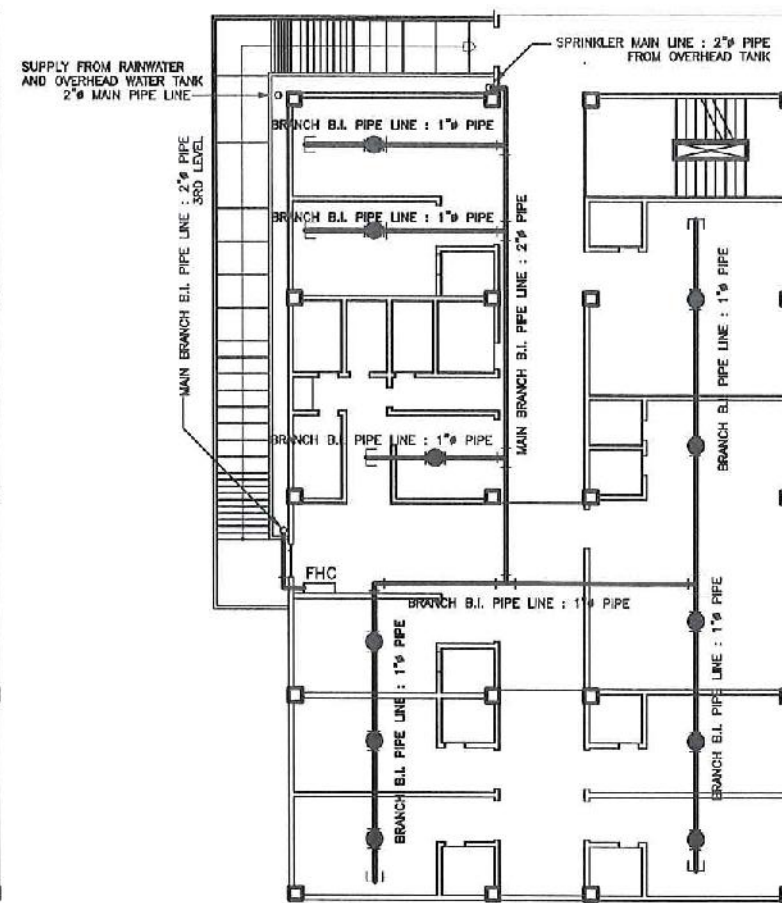 SUPPLY FROM RAINWATER
AND OVERHEAD WATER TANK
2"ø MAIN PIPE LINE
SPRINKLER MAIN LINE : 2"ø PIPE
FROM OVERHEAD TANK
MAIN BRANCH B.I. PIPE LINE : 2"ø PIPE
3RD LEVEL
BRANCH B.I. PIPE LINE : 1"ø PIPE
BRANCH B.I. PIPE LINE : 1"ø PIPE
MAIN BRANCH B.I. PIPE LINE : 2"ø PIPE
BRANCH B.I. PIPE LINE : 1"ø PIPE
BRANCH B.I. PIPE LINE : 1"ø PIPE
FHC
BRANCH B.I. PIPE LINE : 1"ø PIPE
BRANCH B.I. PIPE LINE : 1"ø PIPE
BRANCH B.I. PIPE LINE : 1"ø PIPE